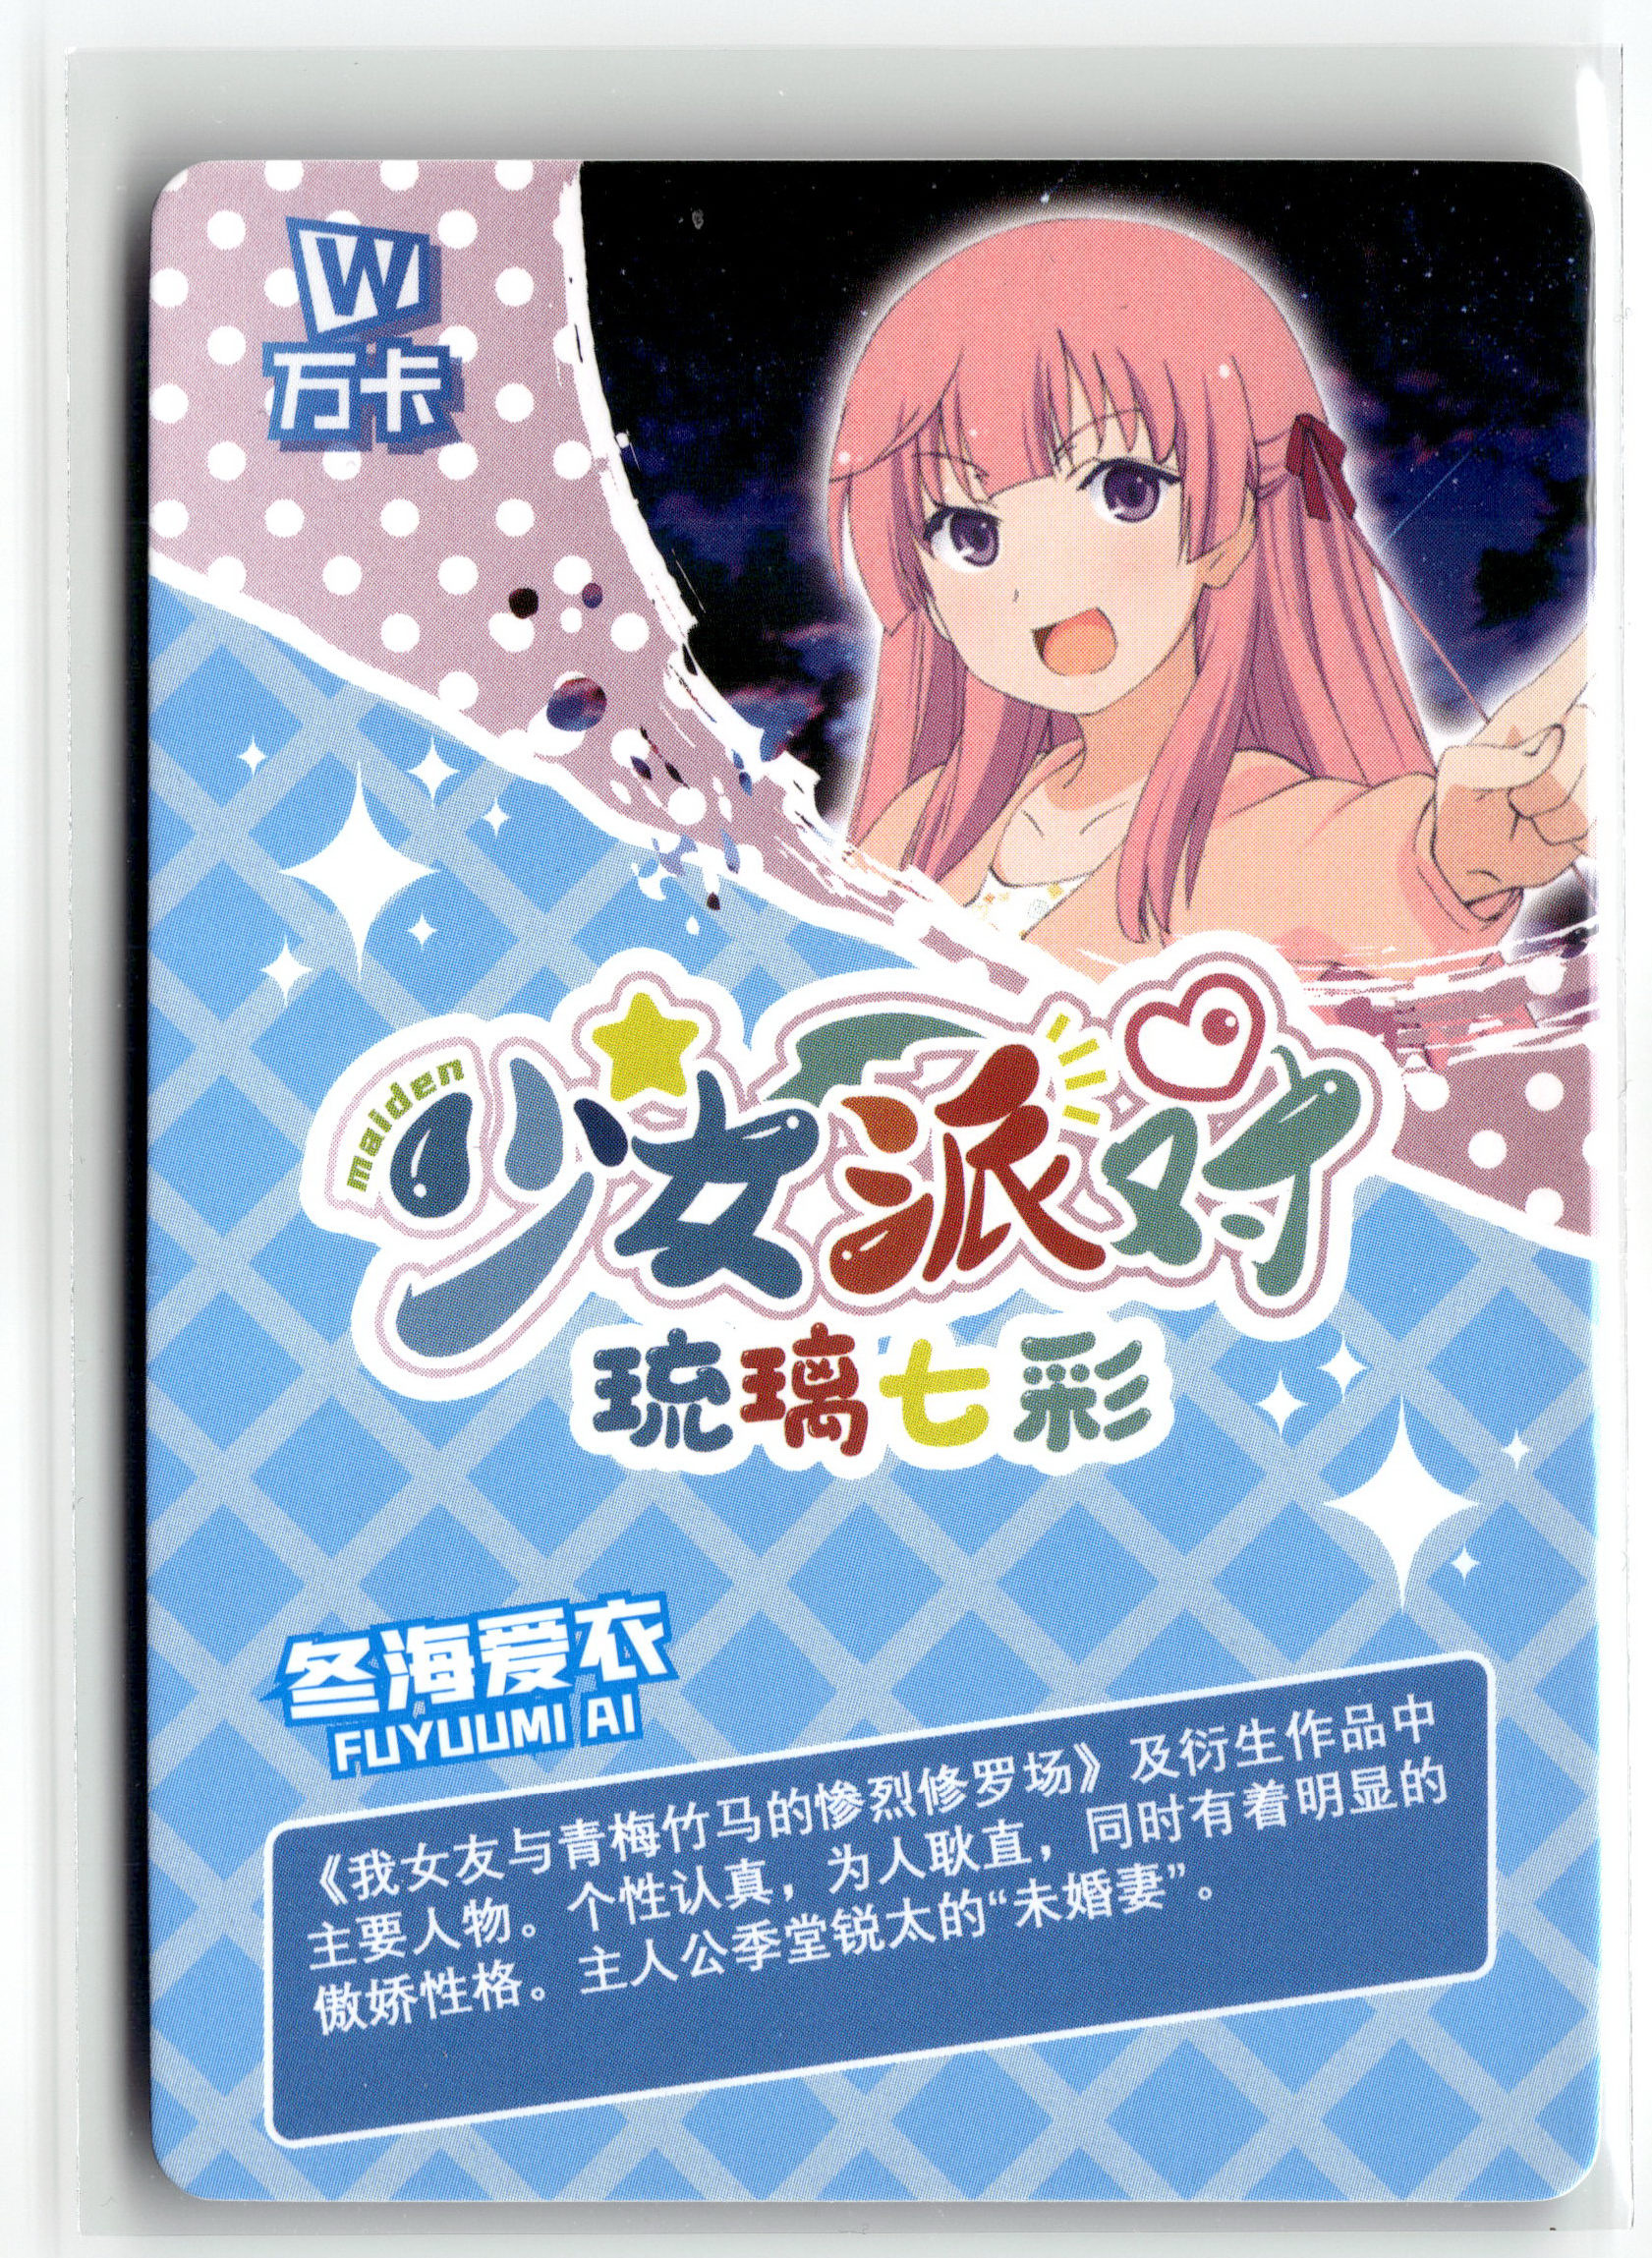 W
万卡
maiden
少女派对
琉璃七彩
冬海爱衣
FUYUUMI AI
《我女友与青梅竹马的惨烈修罗场》及衍生作品中
主要人物。个性认真，为人耿直，同时有着明显的
傲娇性格。主人公季堂锐太的“未婚妻”。